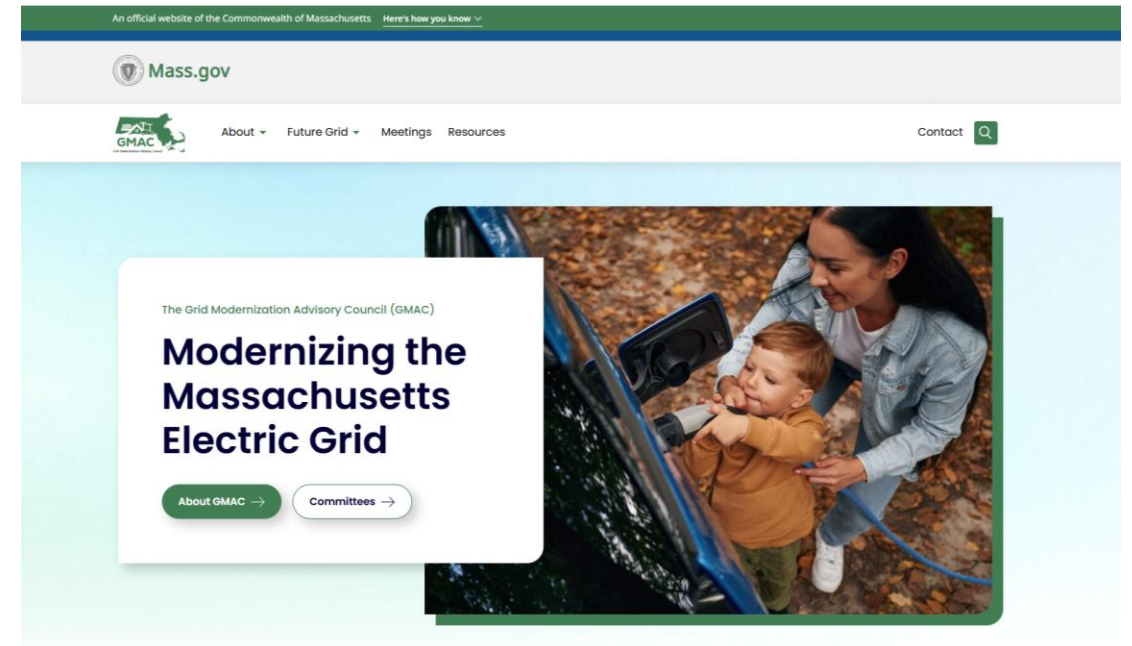 An official website of the Commonwealth of Massachusetts Here's how you know
Mass.gov
GMAC
About
Future Grid
Meetings
Resources
Contact
The Grid Modernization Advisory Council (GMAC)
Modernizing the
Massachusetts
Electric Grid
About GMAC →
Committees →